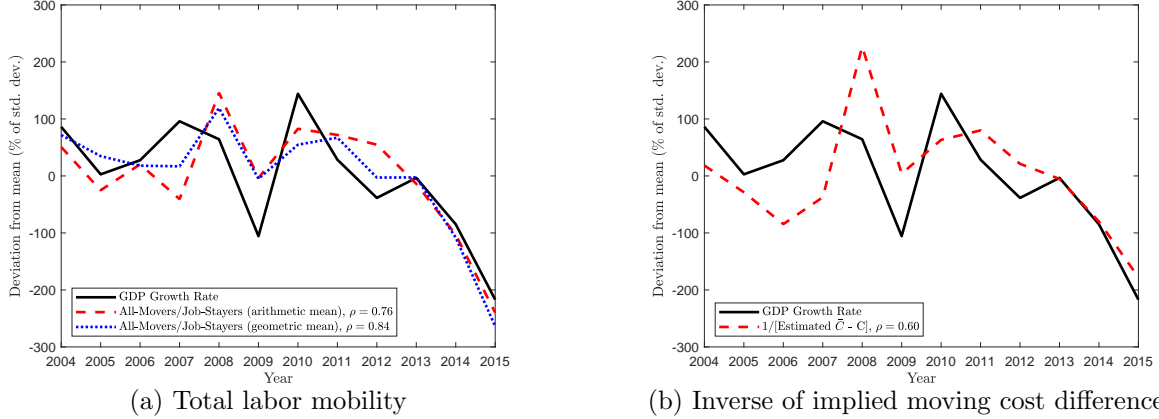 300
200
100
0
-100
-200
-300
Deviation from mean (% of std. dev.)
GDP Growth Rate
All-Movers/Job-Stayers (arithmetic mean), ρ = 0.76
All-Movers/Job-Stayers (geometric mean), ρ = 0.84
2004 2005 2006 2007 2008 2009 2010 2011 2012 2013 2014 2015
Year
(a) Total labor mobility
300
200
100
0
-100
-200
-300
Deviation from mean (% of std. dev.)
GDP Growth Rate
1/[Estimated C̄ - C], ρ = 0.60
2004 2005 2006 2007 2008 2009 2010 2011 2012 2013 2014 2015
Year
(b) Inverse of implied moving cost difference